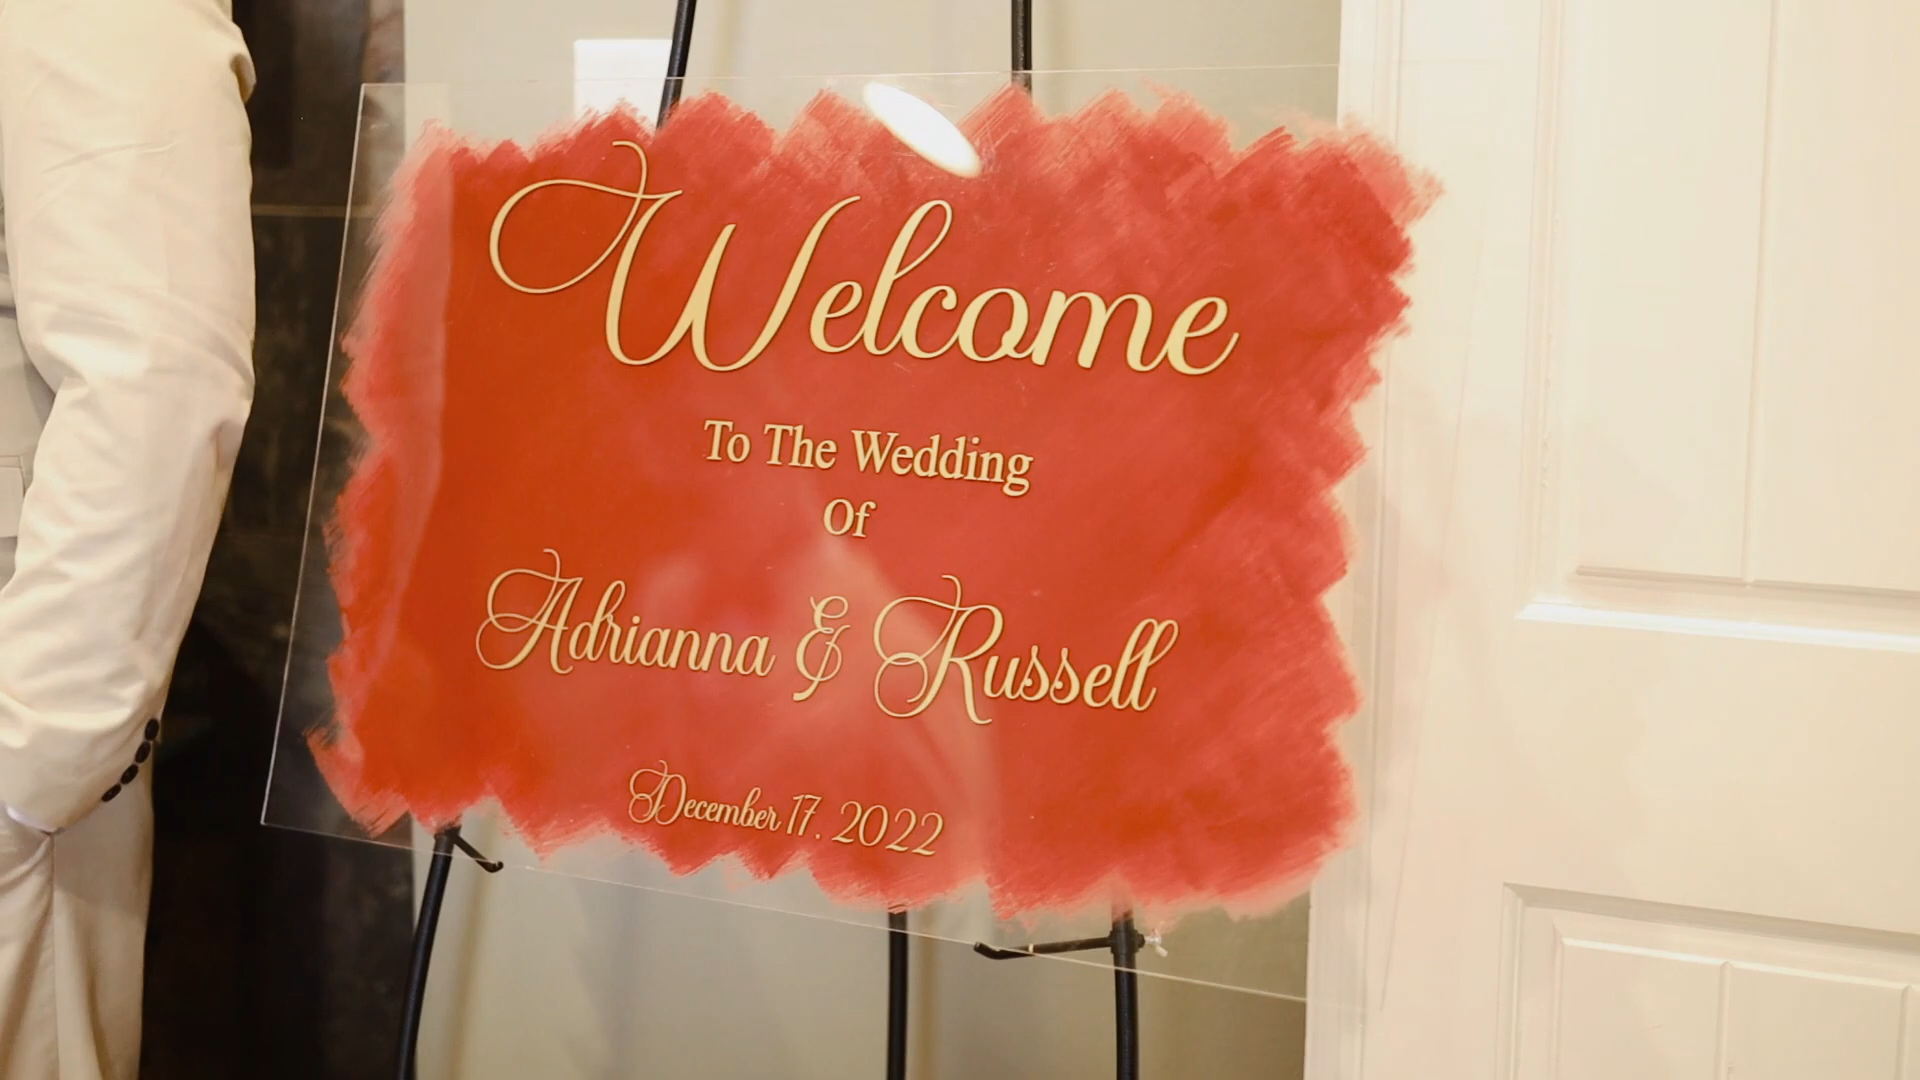 Welcome
To The Wedding
Of
Adrianna & Russell
December 17, 2022